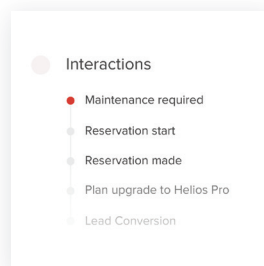 Interactions
Maintenance required
Reservation start
Reservation made
Plan upgrade to Helios Pro
Lead Conversion